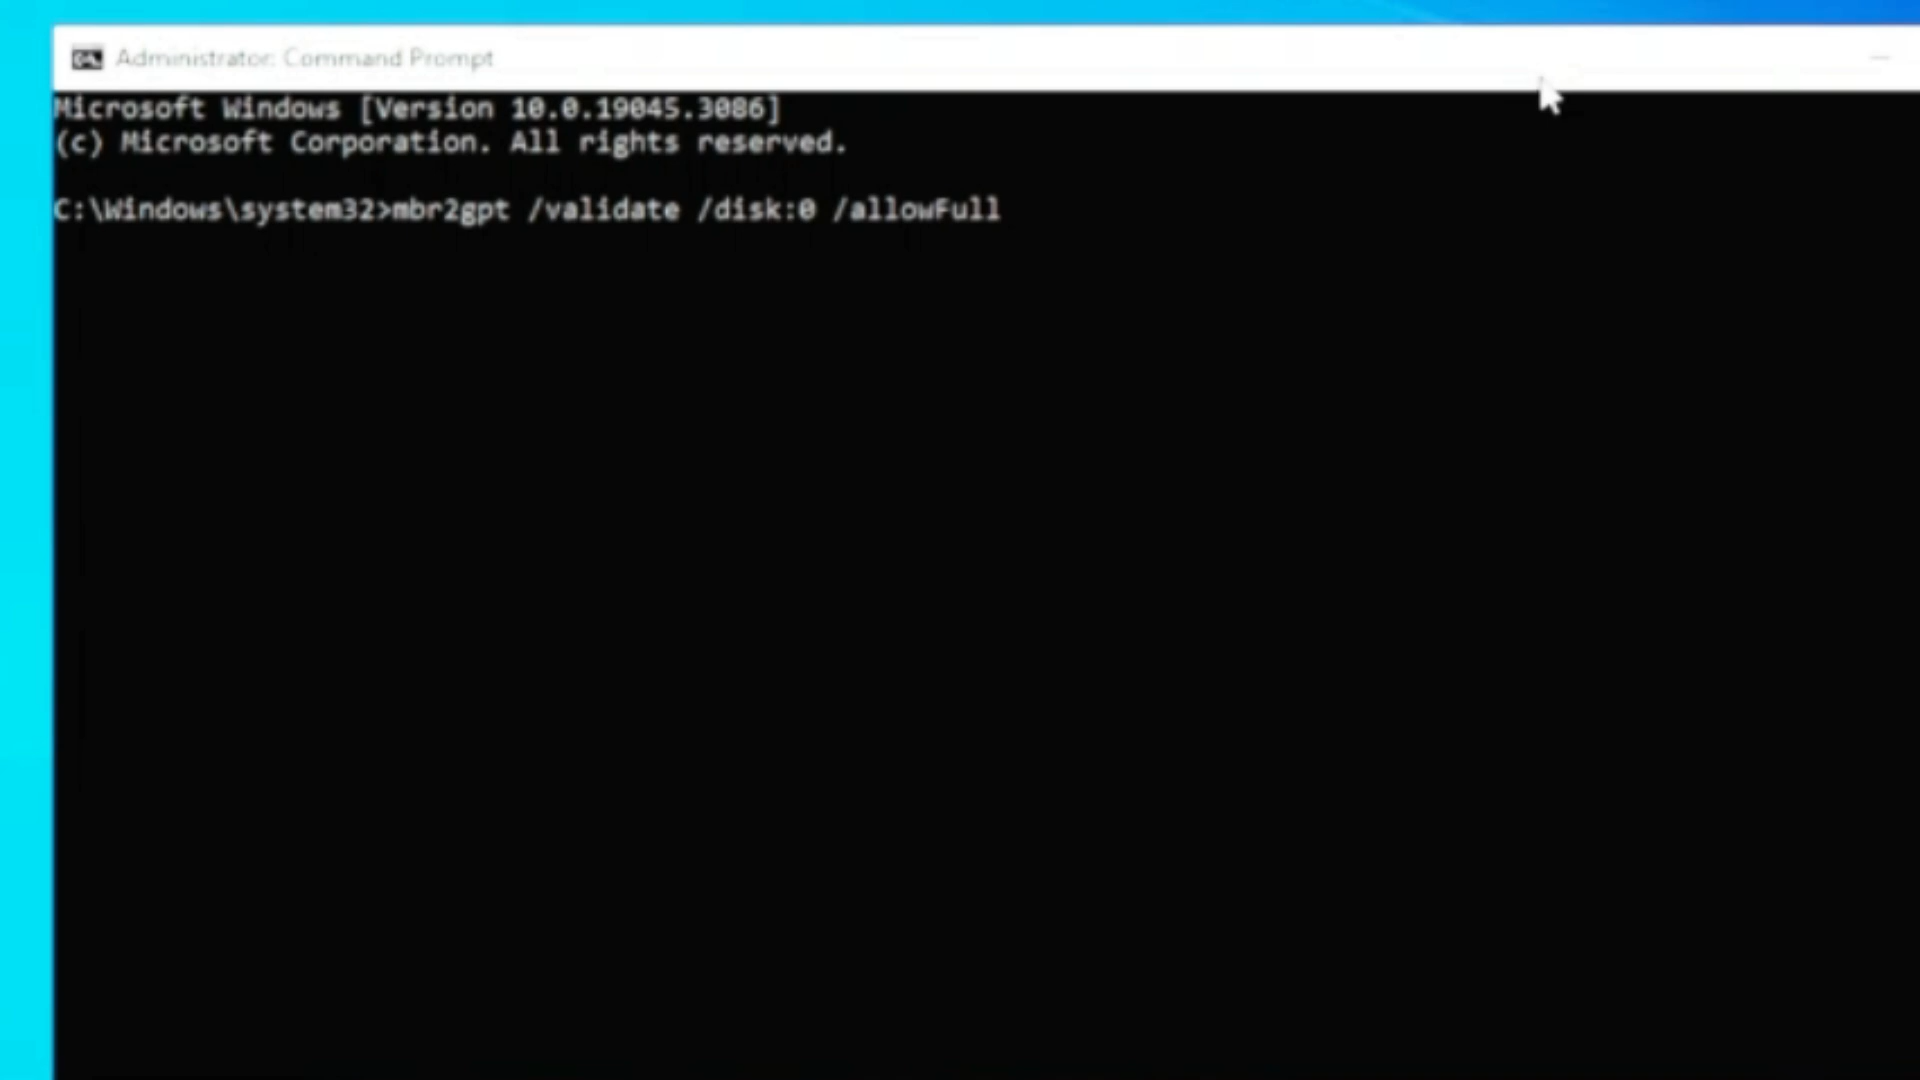 Administrator: Command Prompt
Microsoft Windows [Version 10.0.19045.3086]
(c) Microsoft Corporation. All rights reserved.
C:\Windows\system32>mbr2gpt /validate /disk:0 /allowFull